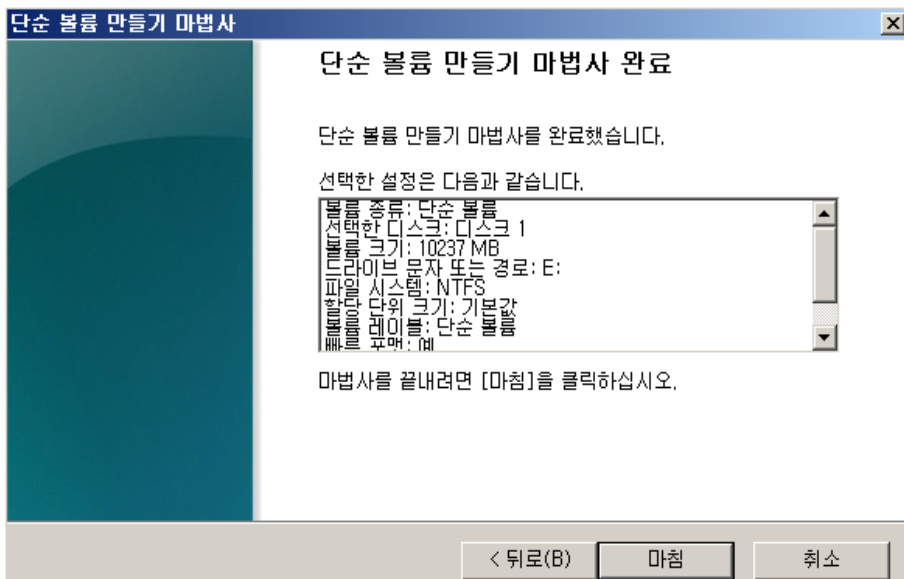 단순 볼륨 만들기 마법사
단순 볼륨 만들기 마법사 완료
단순 볼륨 만들기 마법사를 완료했습니다.
선택한 설정은 다음과 같습니다.
볼륨 종류: 단순 볼륨
선택한 디스크: 디스크 1
볼륨 크기: 10237 MB
드라이브 문자 또는 경로: E:
파일 시스템: NTFS
할당 단위 크기: 기본값
볼륨 레이블: 단순 볼륨
빠른 포맷: 예
마법사를 끝내려면 [마침]을 클릭하십시오.
< 뒤로(B) 마침 취소